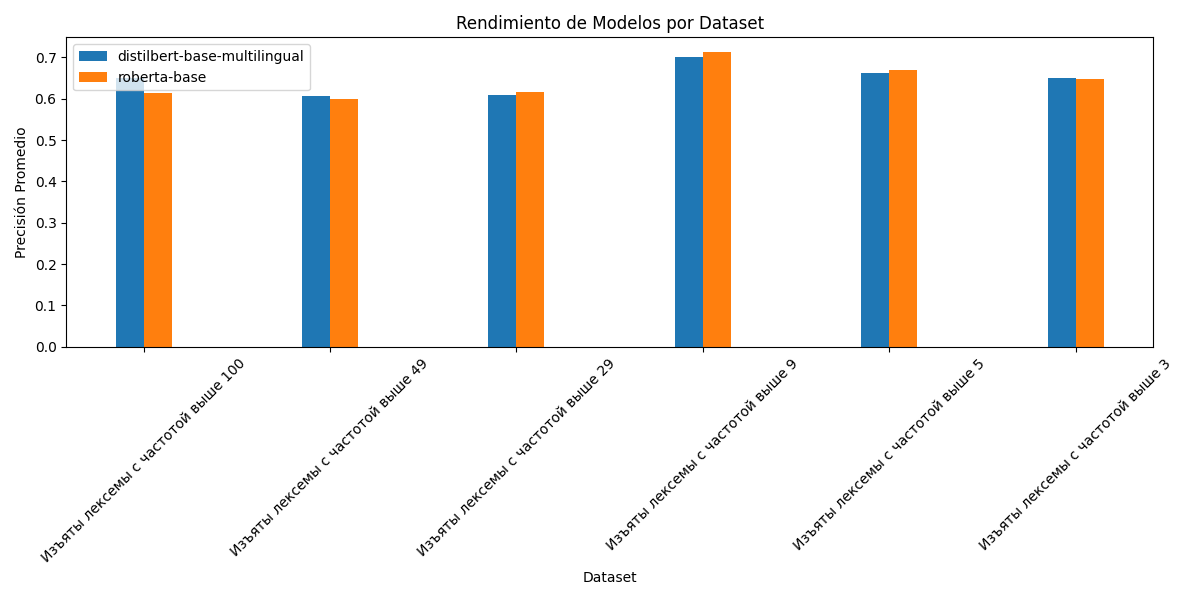 Rendimiento de Modelos por Dataset
distilbert-base-multilingual
roberta-base
Precisión Promedio
0.7
0.6
0.5
0.4
0.3
0.2
0.1
0.0
Изъяты лексемы с частотой выше 100
Изъяты лексемы с частотой выше 49
Изъяты лексемы с частотой выше 29
Изъяты лексемы с частотой выше 9
Изъяты лексемы с частотой выше 5
Изъяты лексемы с частотой выше 3
Dataset